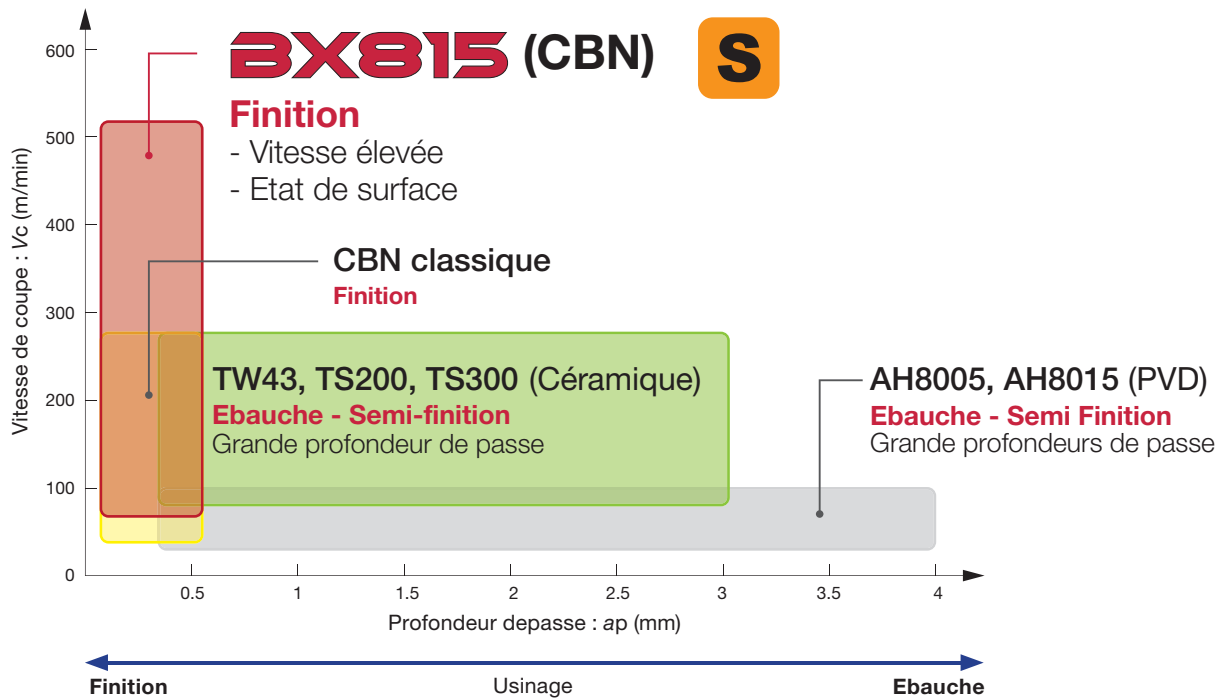 BX815 (CBN)
S
Finition
- Vitesse élevée
- Etat de surface
CBN classique
Finition
TW43, TS200, TS300 (Céramique)
Ebauche - Semi-finition
Grande profondeur de passe
AH8005, AH8015 (PVD)
Ebauche - Semi Finition
Grande profondeurs de passe
Vitesse de coupe : Vc (m/min)
600
500
400
300
200
100
0
0.5
1
1.5
2
2.5
3
3.5
4
Profondeur depasse : ap (mm)
Finition
Usinage
Ebauche